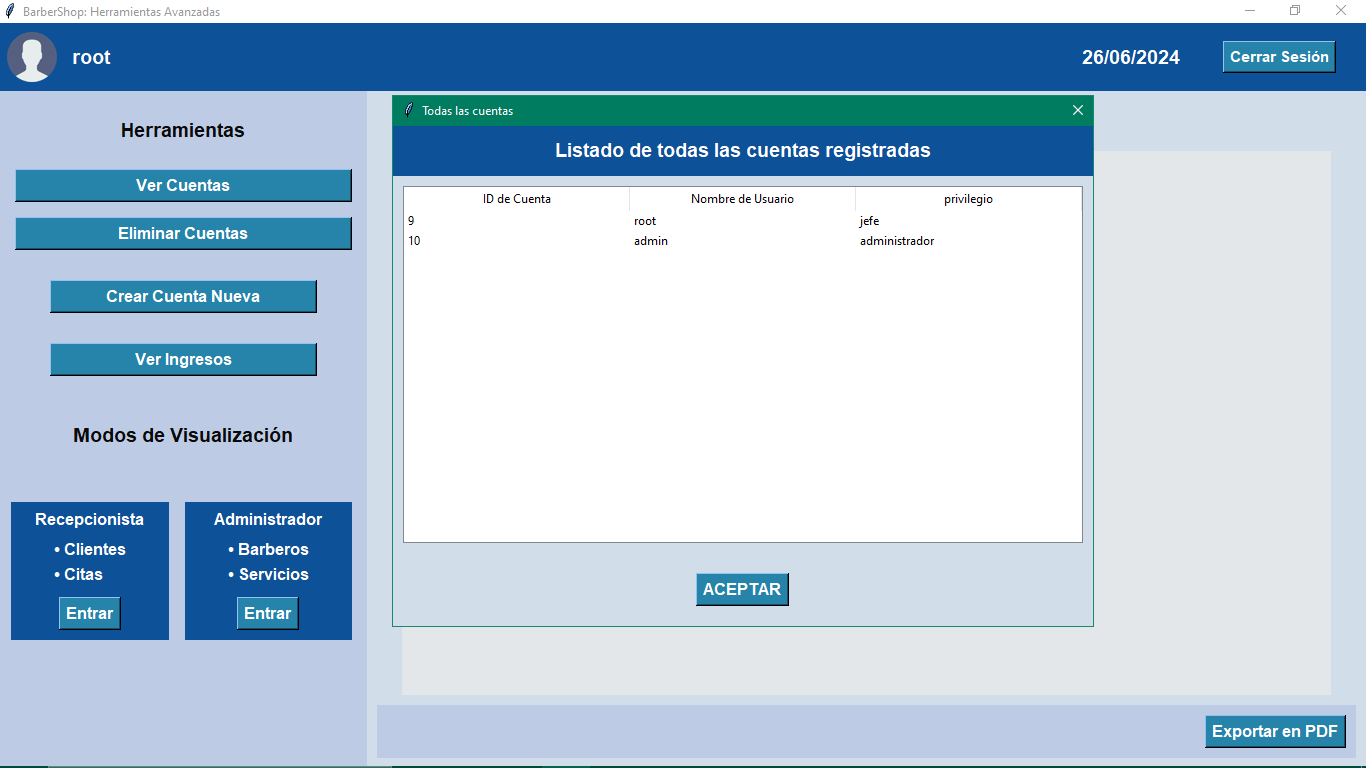 BarberShop: Herramientas Avanzadas
root
26/06/2024
Cerrar Sesión
Herramientas
Ver Cuentas
Eliminar Cuentas
Crear Cuenta Nueva
Ver Ingresos
Modos de Visualización
Recepcionista
• Clientes
• Citas
Entrar
Administrador
• Barberos
• Servicios
Entrar
Todas las cuentas
Listado de todas las cuentas registradas
ID de Cuenta Nombre de Usuario privilegio
9 root jefe
10 admin administrador
ACEPTAR
Exportar en PDF